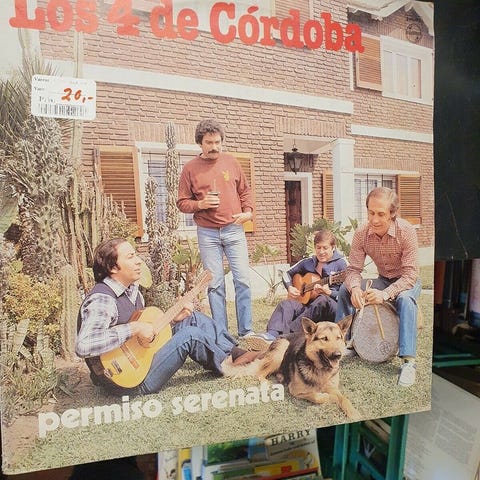 Los 4 de Córdoba
20,-
permiso serenata
HARRY